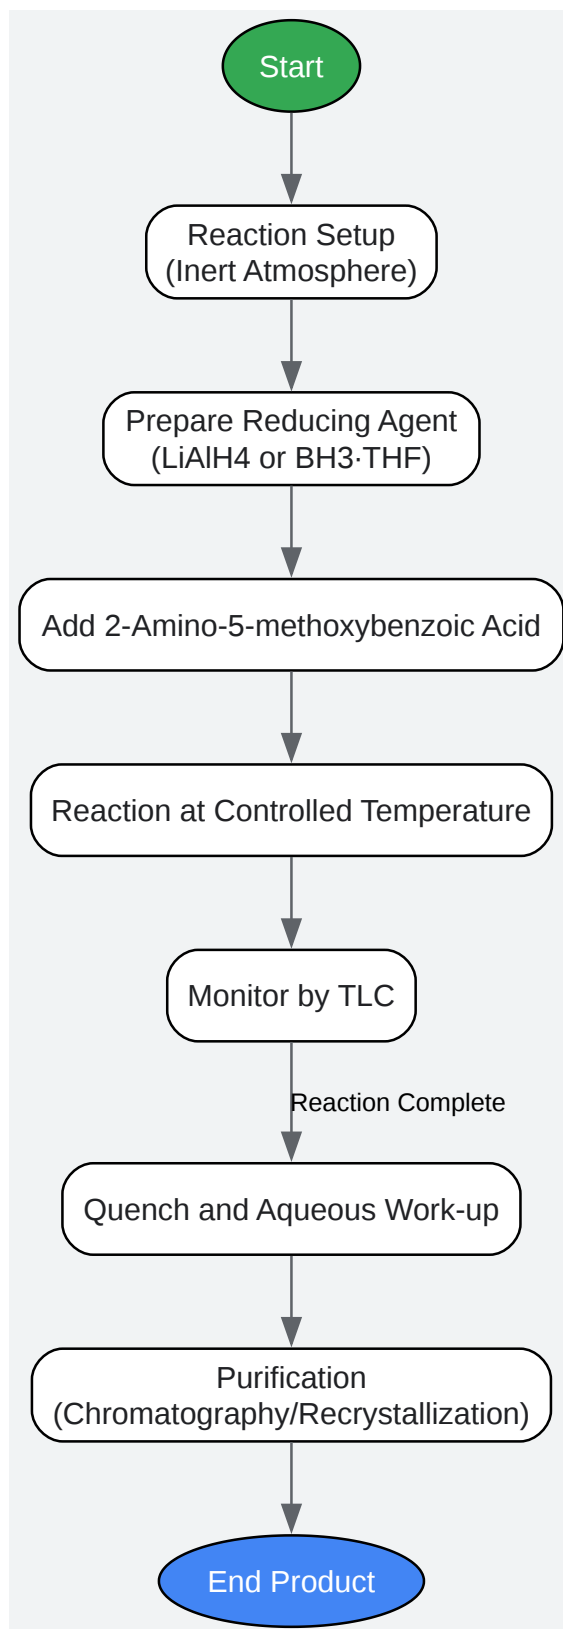 Start
Reaction Setup
(Inert Atmosphere)
Prepare Reducing Agent
(LiAlH4 or BH3·THF)
Add 2-Amino-5-methoxybenzoic Acid
Reaction at Controlled Temperature
Monitor by TLC
Reaction Complete
Quench and Aqueous Work-up
Purification
(Chromatography/Recrystallization)
End Product